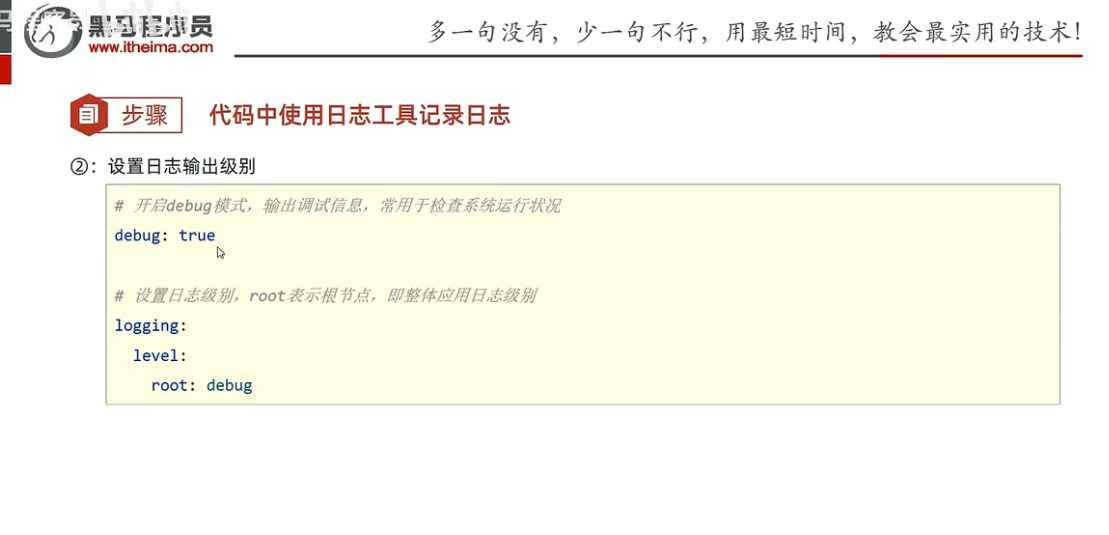 黑马程序员
www.itheima.com
多一句没有，少一句不行，用最短时间，教会最实用的技术！
步骤
代码中使用日志工具记录日志
②：设置日志输出级别
# 开启debug模式，输出调试信息，常用于检查系统运行状况
debug: true
# 设置日志级别，root表示根节点，即整体应用日志级别
logging:
level:
root: debug